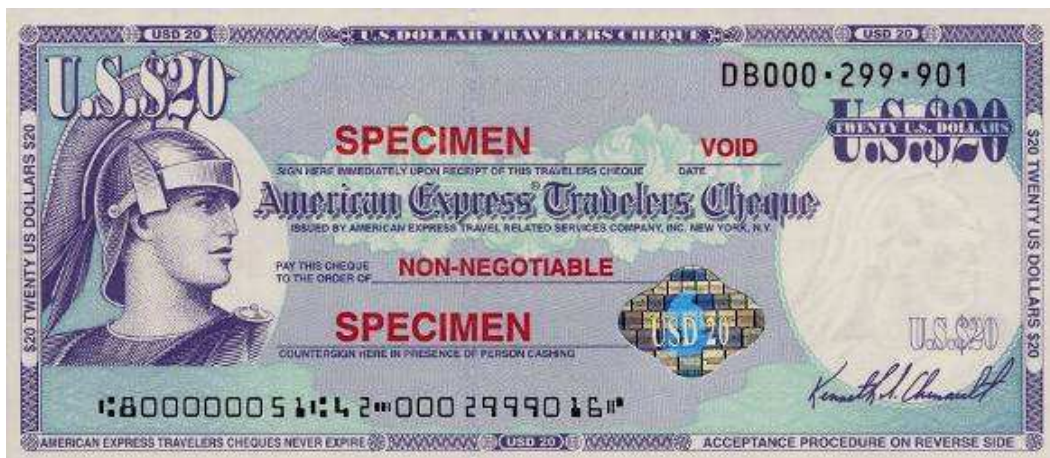 USD 20 U.S. DOLLAR TRAVELERS CHEQUE USD 20
U.S.$20
DB000·299·901
U.S.$20
TWENTY U.S. DOLLARS
SPECIMEN VOID
SIGN HERE IMMEDIATELY UPON RECEIPT OF THIS TRAVELERS CHEQUE DATE
American Express® Travelers Cheque
ISSUED BY AMERICAN EXPRESS TRAVEL RELATED SERVICES COMPANY, INC. NEW YORK, N.Y.
PAY THIS CHEQUE
TO THE ORDER OF NON-NEGOTIABLE
SPECIMEN
COUNTERSIGN HERE IN PRESENCE OF PERSON CASHING
USD 20
U.S.$20
Kenneth I. Chenault
⑆800000051⑆42⑈000 2999016⑈
AMERICAN EXPRESS TRAVELERS CHEQUES NEVER EXPIRE USD 20 ACCEPTANCE PROCEDURE ON REVERSE SIDE
$20 TWENTY US DOLLARS $20
$20 TWENTY US DOLLARS $20